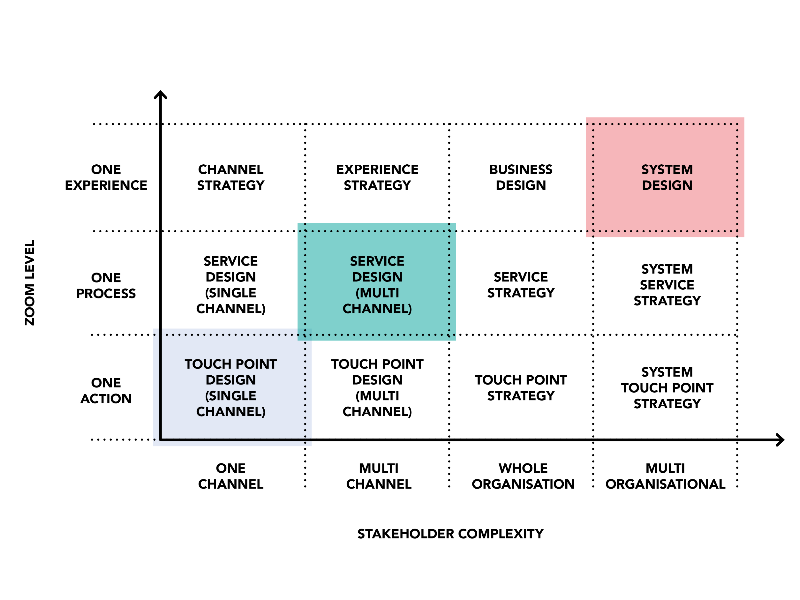 ONE
EXPERIENCE
CHANNEL
STRATEGY
EXPERIENCE
STRATEGY
BUSINESS
DESIGN
SYSTEM
DESIGN
ZOOM LEVEL
ONE
PROCESS
SERVICE
DESIGN
(SINGLE
CHANNEL)
SERVICE
DESIGN
(MULTI
CHANNEL)
SERVICE
STRATEGY
SYSTEM
SERVICE
STRATEGY
ONE
ACTION
TOUCH POINT
DESIGN
(SINGLE
CHANNEL)
TOUCH POINT
DESIGN
(MULTI
CHANNEL)
TOUCH POINT
STRATEGY
SYSTEM
TOUCH POINT
STRATEGY
ONE
CHANNEL
MULTI
CHANNEL
WHOLE
ORGANISATION
MULTI
ORGANISATIONAL
STAKEHOLDER COMPLEXITY